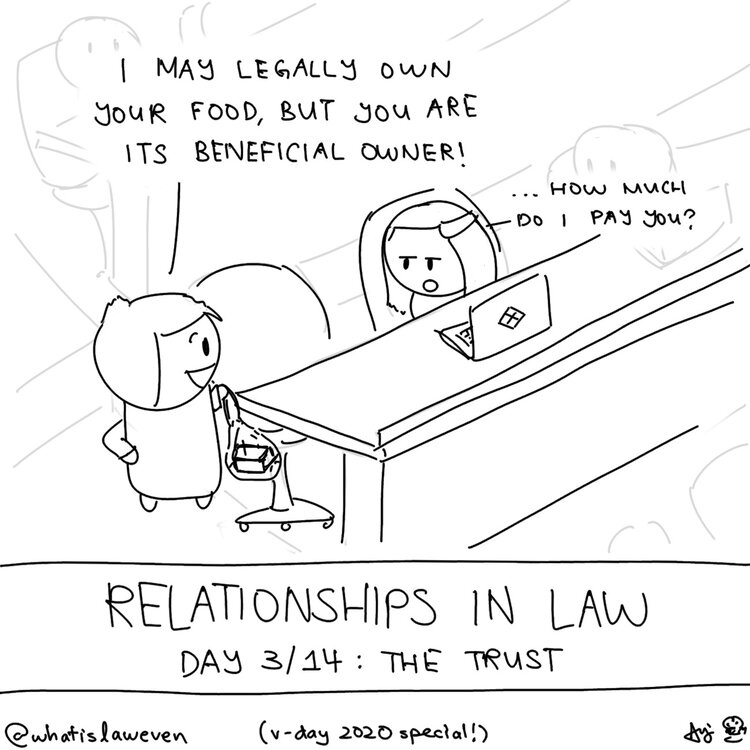 I MAY LEGALLY OWN
YOUR FOOD, BUT YOU ARE
ITS BENEFICIAL OWNER!
... HOW MUCH
DO I PAY YOU?
RELATIONSHIPS IN LAW
DAY 3/14 : THE TRUST
@whatislaweven
(v-day 2020 special!)